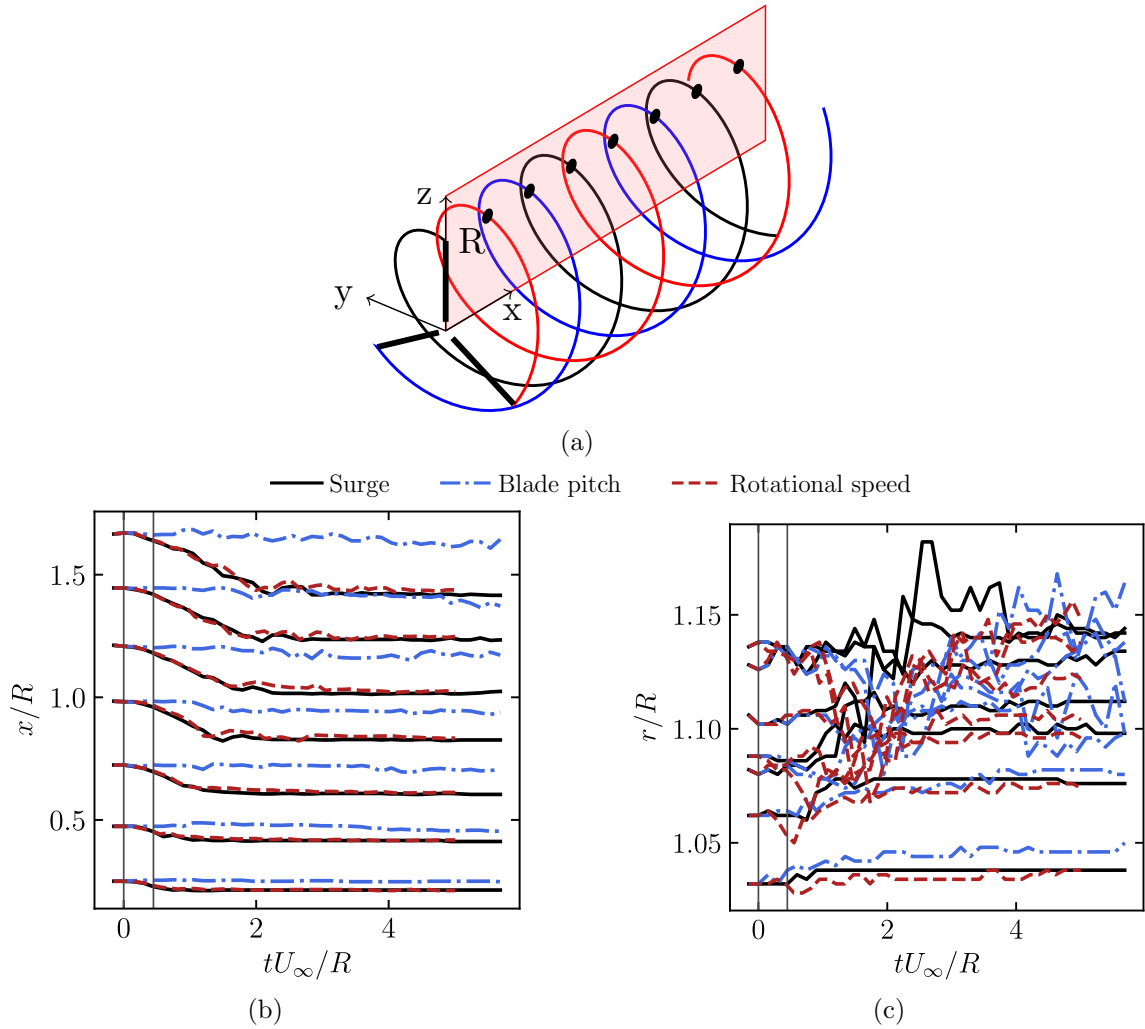 z
R
y
x
(a)
Surge
Blade pitch
Rotational speed
1.5
1.0
0.5
x/R
0 2 4
tU∞/R
(b)
1.15
1.10
1.05
r/R
0 2 4
tU∞/R
(c)